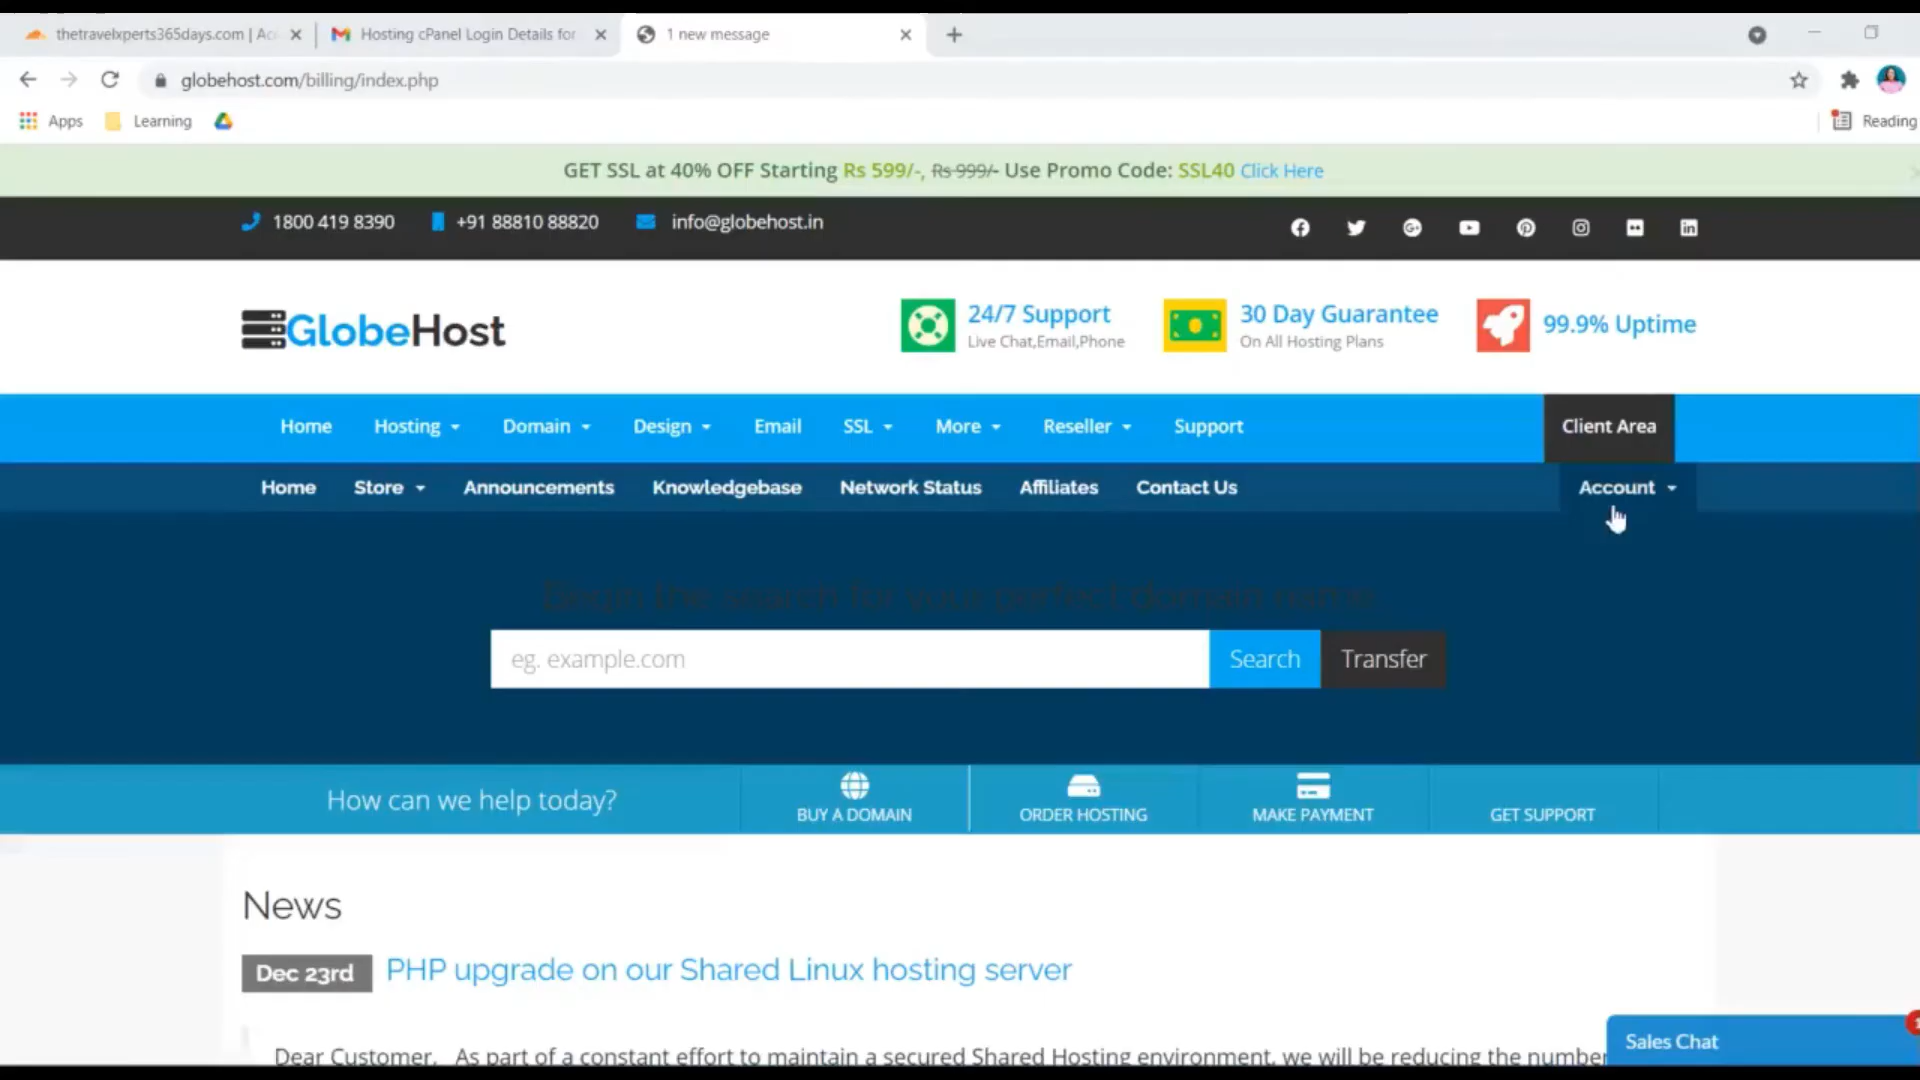 thetravelxperts365days.com | Ac
Hosting cPanel Login Details for
1 new message
globehost.com/billing/index.php
Apps
Learning
Reading
GET SSL at 40% OFF Starting Rs 599/-, Rs 999/- Use Promo Code: SSL40 Click Here
1800 419 8390
+91 88810 88820
info@globehost.in
GlobeHost
24/7 Support
Live Chat,Email,Phone
30 Day Guarantee
On All Hosting Plans
99.9% Uptime
Home
Hosting
Domain
Design
Email
SSL
More
Reseller
Support
Client Area
Home
Store
Announcements
Knowledgebase
Network Status
Affiliates
Contact Us
Account
Begin the search for your perfect domain name
eg. example.com
Search
Transfer
How can we help today?
BUY A DOMAIN
ORDER HOSTING
MAKE PAYMENT
GET SUPPORT
News
Dec 23rd
PHP upgrade on our Shared Linux hosting server
Dear Customer, As part of a constant effort to maintain a secured Shared Hosting environment, we will be reducing the number
Sales Chat